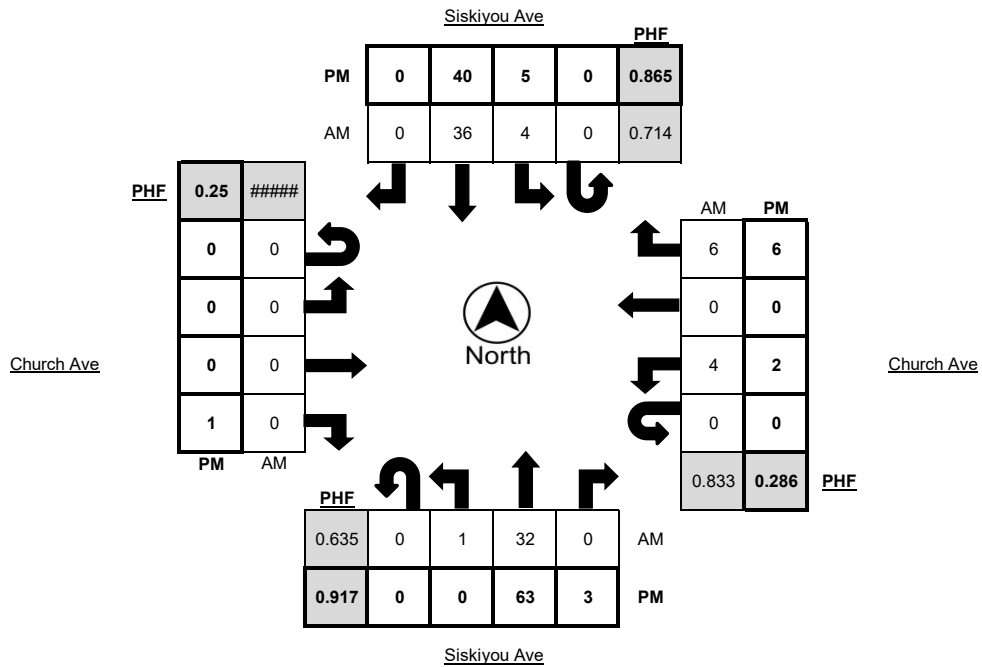 Siskiyou Ave
PHF
PM 0 40 5 0 0.865
AM 0 36 4 0 0.714
PHF 0.25 #####
AM PM
0 0
6 6
0 0
0 0
North
Church Ave
0 0
4 2
Church Ave
1 0
0 0
PM AM
0.833 0.286 PHF
PHF
0.635 0 1 32 0 AM
0.917 0 0 63 3 PM
Siskiyou Ave